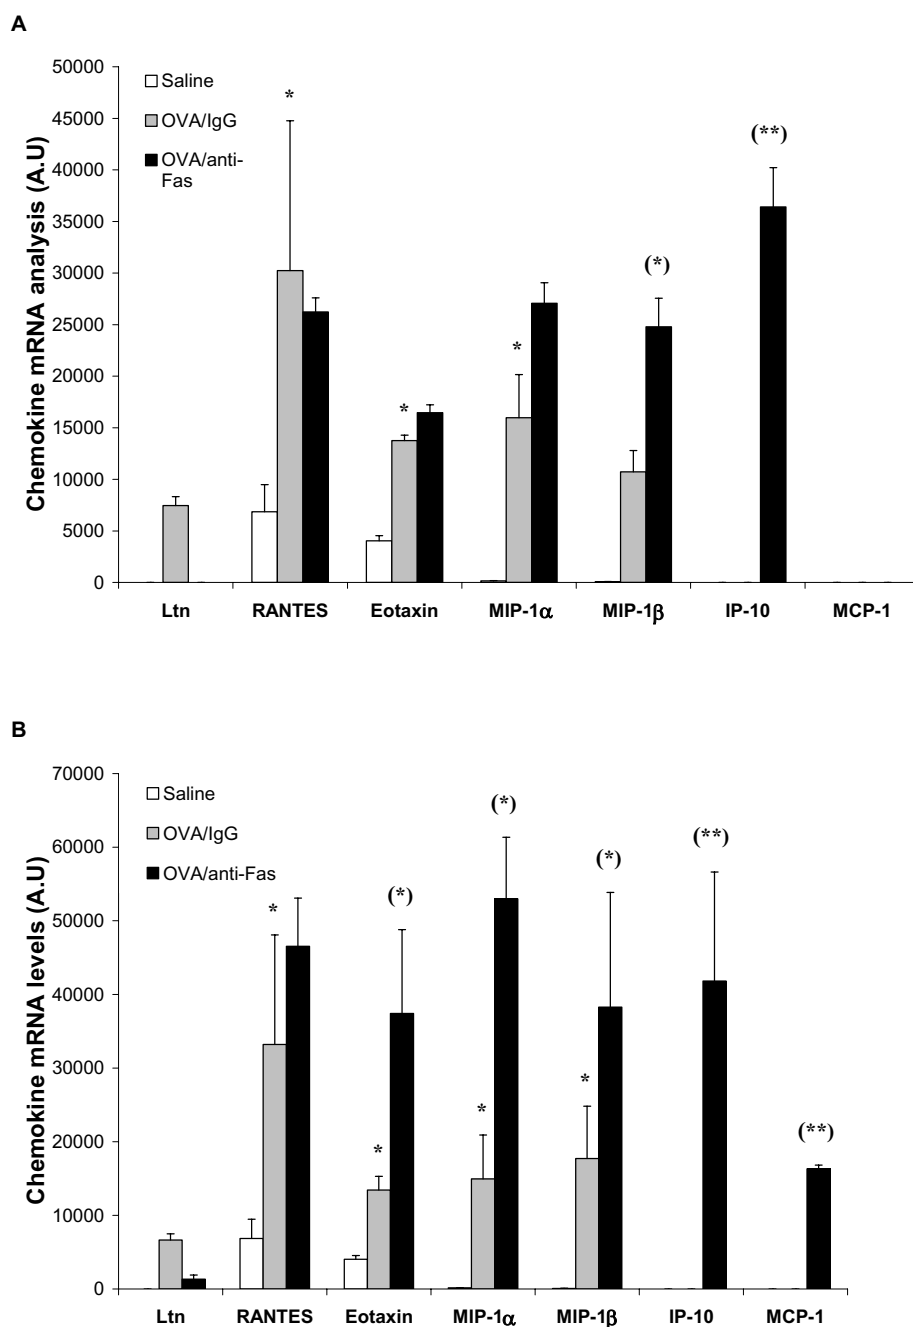 A
Chemokine mRNA analysis (A.U)
50000
45000
40000
35000
30000
25000
20000
15000
10000
5000
0
Saline
OVA/IgG
OVA/anti-
Fas
*
*
*
(*)
(**)
Ltn RANTES Eotaxin MIP-1α MIP-1β IP-10 MCP-1
B
Chemokine mRNA levels (A.U)
70000
60000
50000
40000
30000
20000
10000
0
Saline
OVA/IgG
OVA/anti-Fas
*
*
(*)
*
(*)
*
(*)
(**)
(**)
Ltn RANTES Eotaxin MIP-1α MIP-1β IP-10 MCP-1